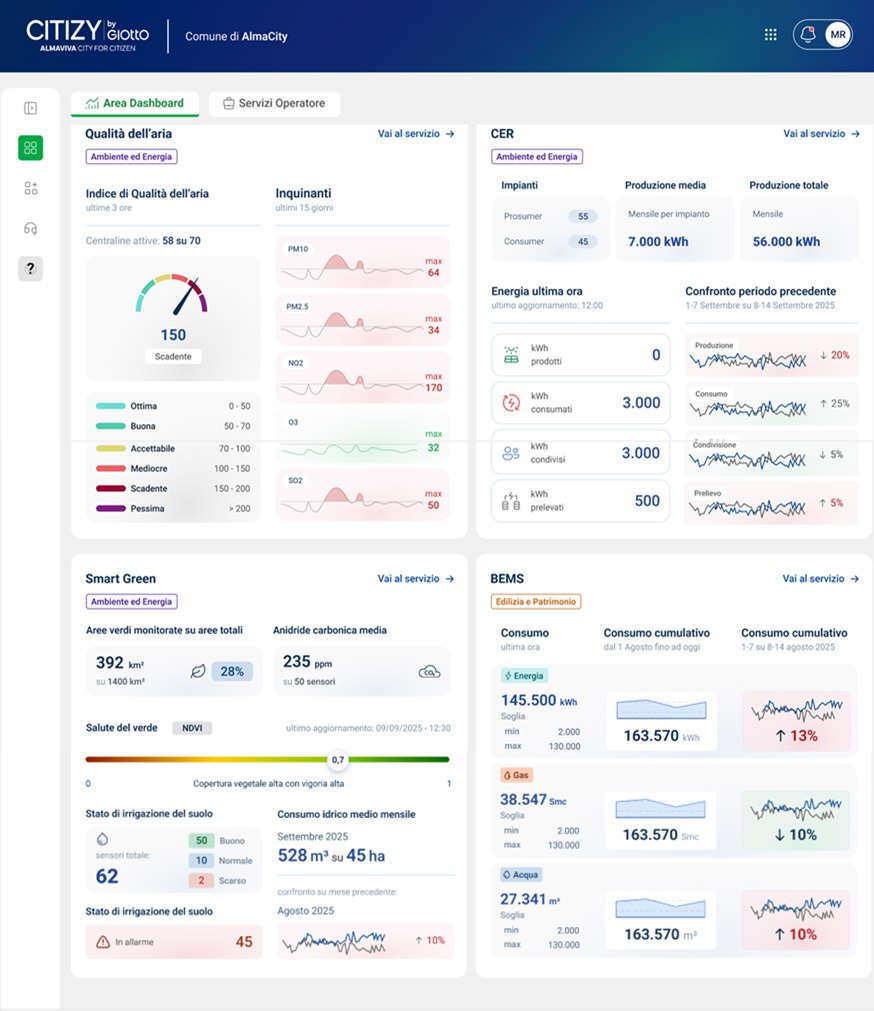 CITIZY by Giotto
ALMAVIVA CITY FOR CITIZEN
Comune di AlmaCity
MR
Area Dashboard
Servizi Operatore
?
Qualità dell'aria
Vai al servizio →
Ambiente ed Energia
Indice di Qualità dell'aria
ultime 3 ore
Centraline attive: 58 su 70
150
Scadente
Ottima 0 - 50
Buona 50 - 70
Accettabile 70 - 100
Mediocre 100 - 150
Scadente 150 - 200
Pessima > 200
Inquinanti
ultimi 15 giorni
PM10
max
64
PM2.5
max
34
NO2
max
170
O3
max
32
SO2
max
50
CER
Vai al servizio →
Ambiente ed Energia
Impianti
Prosumer 55
Consumer 45
Produzione media
Mensile per impianto
7.000 kWh
Produzione totale
Mensile
56.000 kWh
Energia ultima ora
ultimo aggiornamento: 12:00
kWh
prodotti
0
kWh
consumati
3.000
kWh
condivisi
3.000
kWh
prelevati
500
Confronto periodo precedente
1-7 Settembre su 8-14 Settembre 2025
Produzione
↓ 20%
Consumo
↑ 25%
Condivisione
↓ 5%
Prelievo
↑ 5%
Smart Green
Vai al servizio →
Ambiente ed Energia
Aree verdi monitorate su aree totali
392 km²
su 1400 km²
28%
Anidride carbonica media
235 ppm
su 50 sensori
Salute del verde
NDVI
ultimo aggiornamento: 09/09/2025 - 12:30
0,7
0
Copertura vegetale alta con vigoria alta
1
Stato di irrigazione del suolo
sensori totale:
62
50 Buono
10 Normale
2 Scarso
Stato di irrigazione del suolo
In allarme
45
Consumo idrico medio mensile
Settembre 2025
528 m³ su 45 ha
confronto su mese precedente:
Agosto 2025
↑ 10%
BEMS
Vai al servizio →
Edilizia e Patrimonio
Consumo
ultima ora
Consumo cumulativo
dal 1 Agosto fino ad oggi
Consumo cumulativo
1-7 su 8-14 agosto 2025
Energia
145.500 kWh
Soglia
min 2.000
max 130.000
163.570 kWh
↑ 13%
Gas
38.547 Smc
Soglia
min 2.000
max 130.000
163.570 Smc
↓ 10%
Acqua
27.341 m³
Soglia
min 2.000
max 130.000
163.570 m³
↑ 10%